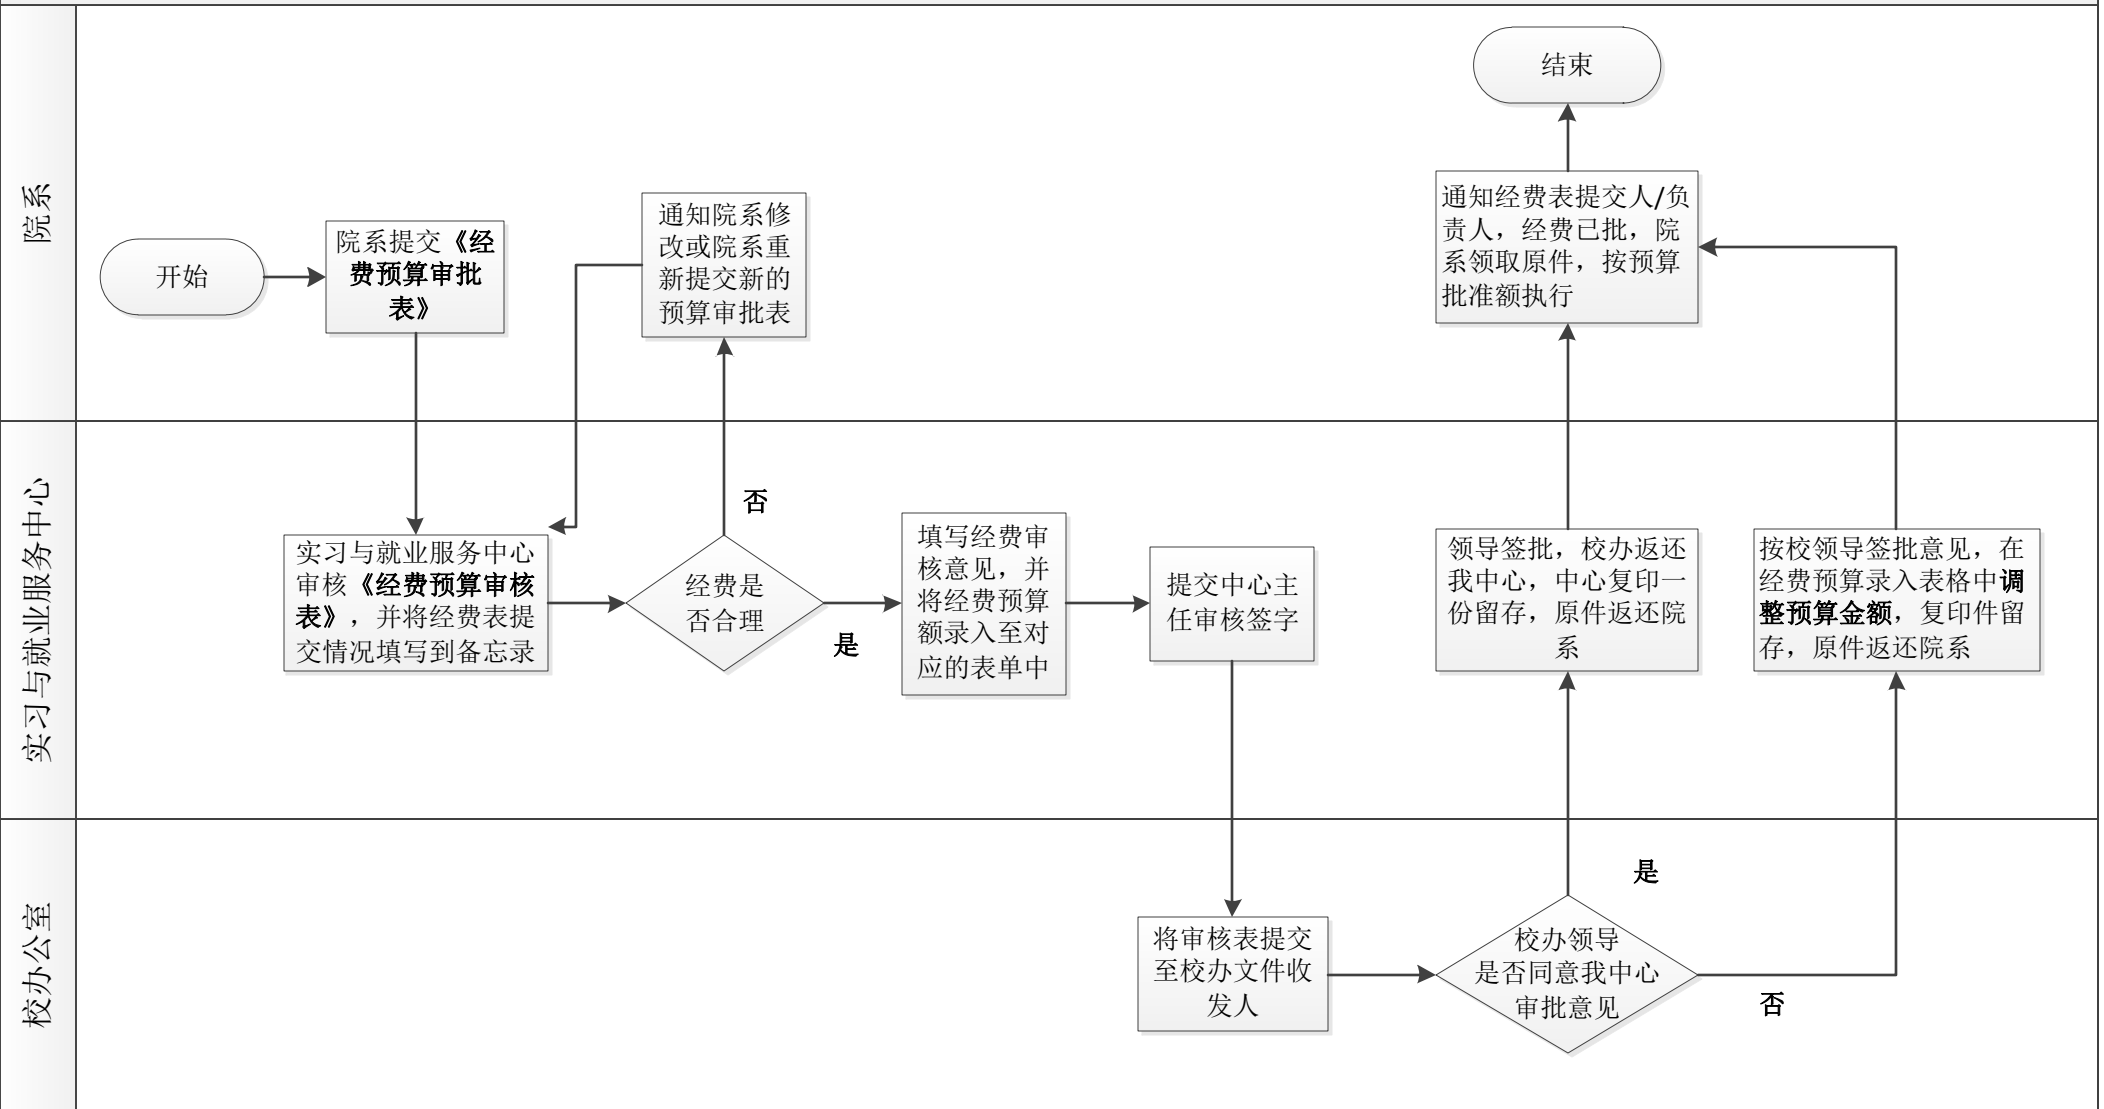 院系
开始
院系提交《经
费预算审批
表》
通知院系修
改或院系重
新提交新的
预算审批表
结束
通知经费表提交人/负
责人，经费已批，院
系领取原件，按预算
批准额执行
实习与就业服务中心
实习与就业服务中心
审核《经费预算审核
表》，并将经费表提
交情况填写到备忘录
经费是
否合理
否
是
填写经费审
核意见，并
将经费预算
额录入至对
应的表单中
提交中心主
任审核签字
领导签批，校办返还
我中心，中心复印一
份留存，原件返还院
系
按校领导签批意见，在
经费预算录入表格中调
整预算金额，复印件留
存，原件返还院系
校办公室
将审核表提交
至校办文件收
发人
校办领导
是否同意我中心
审批意见
是
否